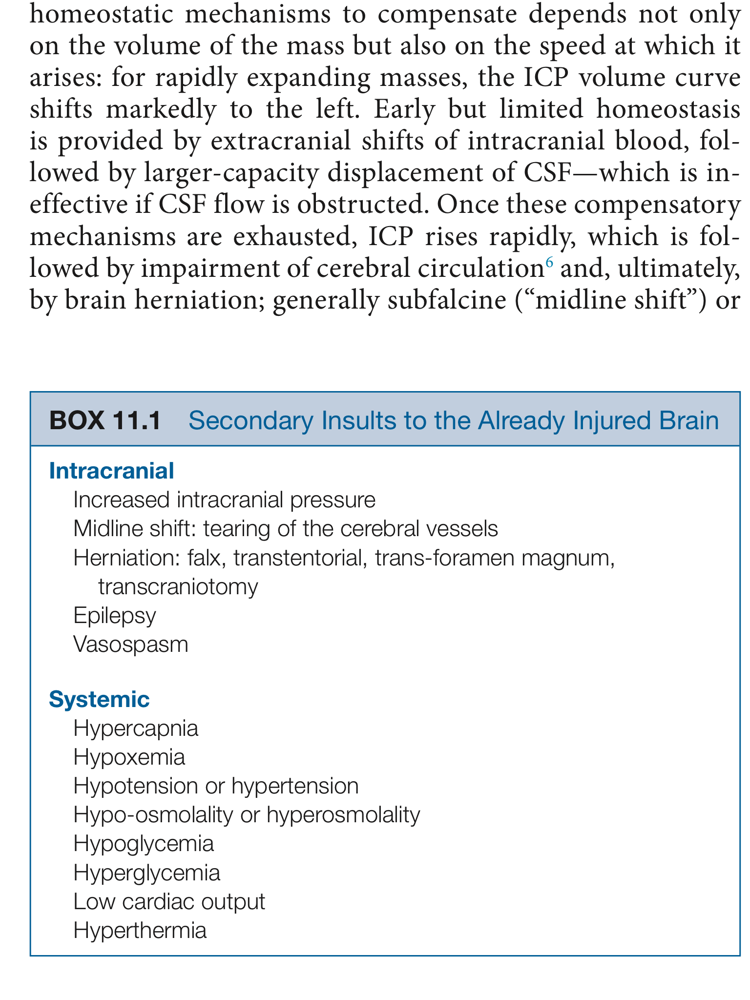 homeostatic mechanisms to compensate depends not only
on the volume of the mass but also on the speed at which it
arises: for rapidly expanding masses, the ICP volume curve
shifts markedly to the left. Early but limited homeostasis
is provided by extracranial shifts of intracranial blood, fol-
lowed by larger-capacity displacement of CSF—which is in-
effective if CSF flow is obstructed. Once these compensatory
mechanisms are exhausted, ICP rises rapidly, which is fol-
lowed by impairment of cerebral circulation6 and, ultimately,
by brain herniation; generally subfalcine (“midline shift”) or
BOX 11.1 Secondary Insults to the Already Injured Brain
Intracranial
Increased intracranial pressure
Midline shift: tearing of the cerebral vessels
Herniation: falx, transtentorial, trans-foramen magnum,
transcraniotomy
Epilepsy
Vasospasm
Systemic
Hypercapnia
Hypoxemia
Hypotension or hypertension
Hypo-osmolality or hyperosmolality
Hypoglycemia
Hyperglycemia
Low cardiac output
Hyperthermia